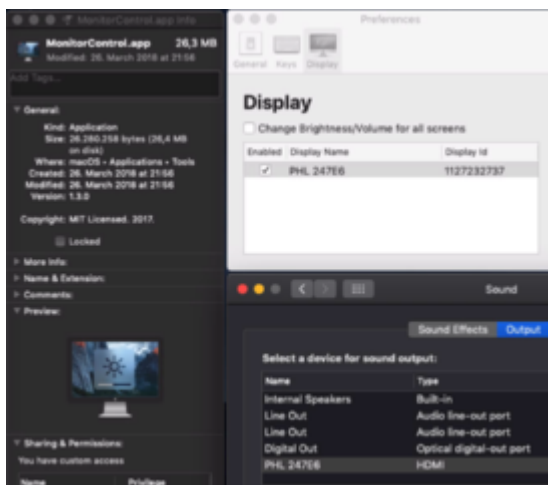 MonitorControl.app Info
MonitorControl.app 26,3 MB
Modified: 26. March 2018 at 21:56
Add Tags...
General:
Kind: Application
Size: 26.280.258 bytes (26,4 MB
on disk)
Where: macOS • Applications • Tools
Created: 26. March 2018 at 21:56
Modified: 26. March 2018 at 21:56
Version: 1.3.0
Copyright: MIT Licensed. 2017.
Locked
More Info:
Name & Extension:
Comments:
Preview:
Sharing & Permissions:
You have custom access
Name Privilege
Preferences
General Keys Display
Display
Change Brightness/Volume for all screens
Enabled Display Name Display Id
PHL 247E6 1127232737
Sound
Sound Effects Output
Select a device for sound output:
Name Type
Internal Speakers Built-in
Line Out Audio line-out port
Line Out Audio line-out port
Digital Out Optical digital-out port
PHL 247E6 HDMI